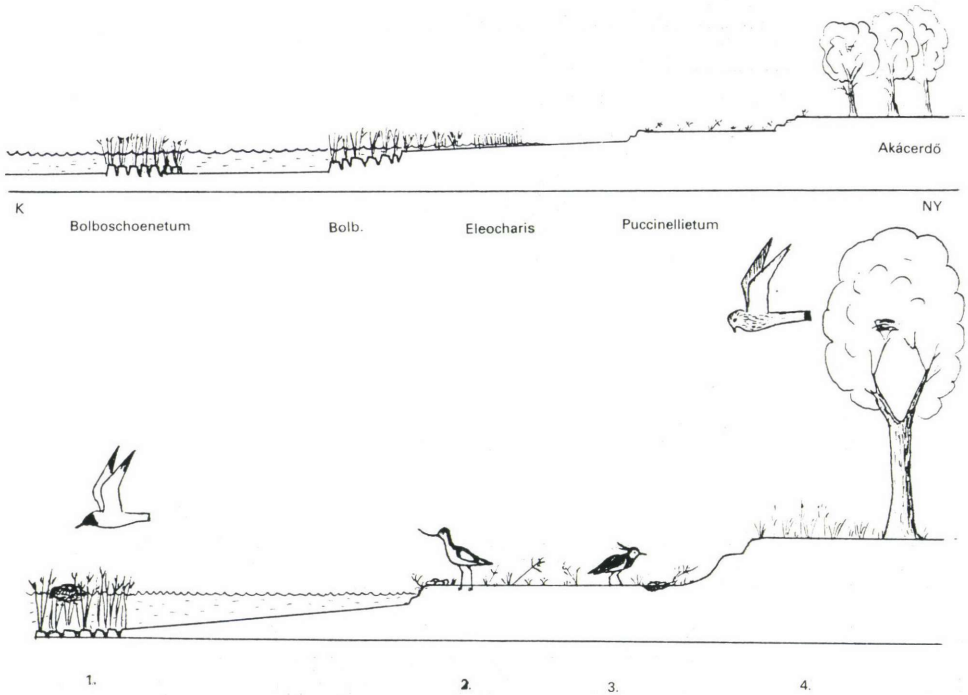 Akácerdő
K NY
Bolboschoenetum Bolb. Eleocharis Puccinellietum
1. 2. 3. 4.